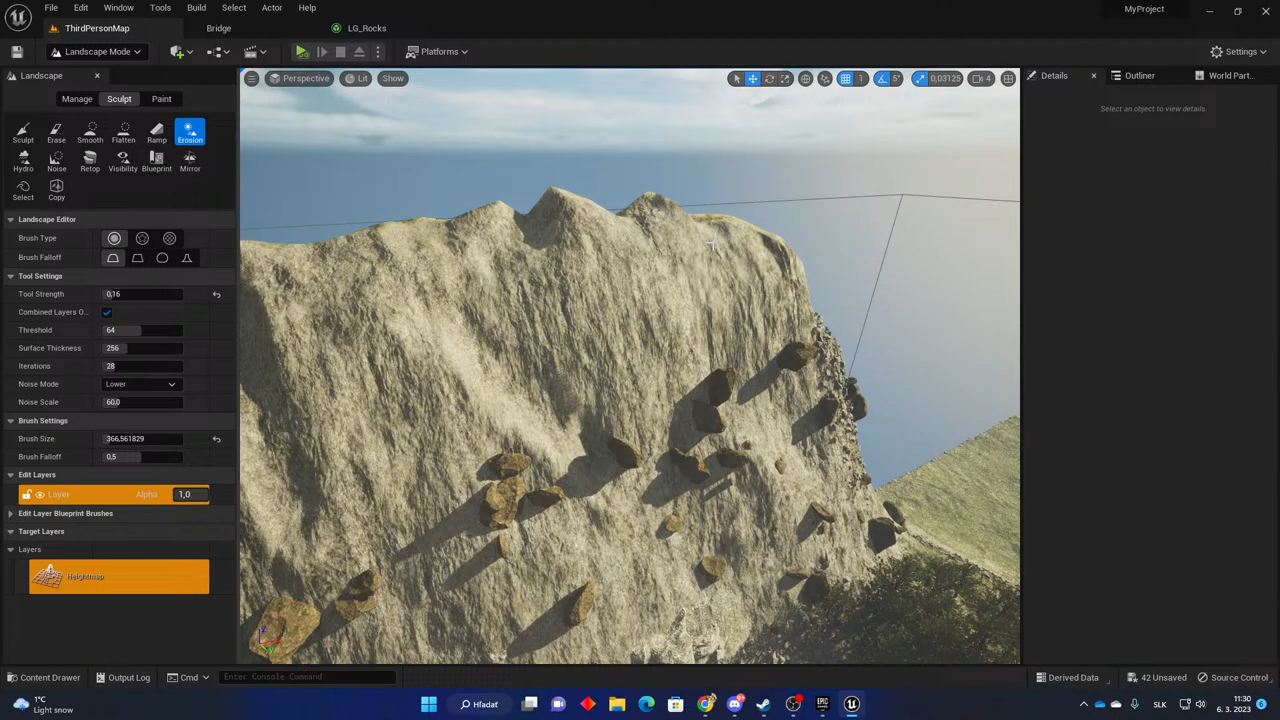 File Edit Window Tools Build Select Actor Help
MyProject
ThirdPersonMap Bridge LG_Rocks
Landscape Mode Platforms Settings
Landscape
Perspective Lit Show 1 5° 0,03125 4
Details Outliner World Part...
Manage Sculpt Paint
Select an object to view details.
Sculpt Erase Smooth Flatten Ramp Erosion
Hydro Noise Retop Visibility Blueprint Mirror
Select Copy
Landscape Editor
Brush Type
Brush Falloff
Tool Settings
Tool Strength 0,16
Combined Layers O...
Threshold 64
Surface Thickness 256
Iterations 28
Noise Mode Lower
Noise Scale 60,0
Brush Settings
Brush Size 366,561829
Brush Falloff 0,5
Edit Layers
Layer Alpha 1,0
Edit Layer Blueprint Brushes
Target Layers
Layers
Heightmap
Content Drawer Output Log Cmd Enter Console Command Derived Data 42 Unsaved Source Control
1°C
Light snow
Hľadať
SLK
11:30
6. 3. 2023